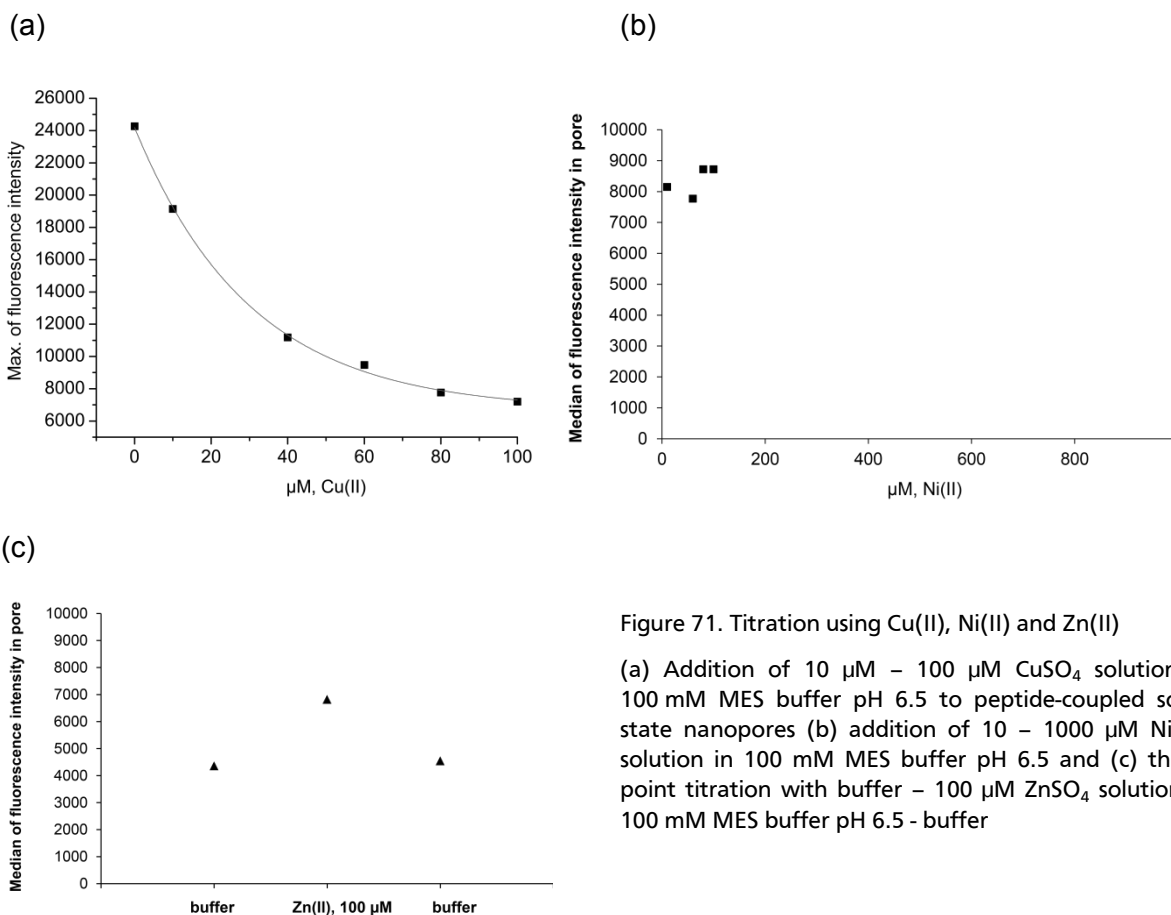 (a)
(b)
26000
24000
22000
20000
18000
16000
14000
12000
10000
8000
6000
Max. of fluorescence intensity
0 20 40 60 80 100
µM, Cu(II)
Median of fluorescence intensity in pore
10000
9000
8000
7000
6000
5000
4000
3000
2000
1000
0
0 200 400 600 800
µM, Ni(II)
(c)
Median of fluorescence intensity in pore
10000
9000
8000
7000
6000
5000
4000
3000
2000
1000
0
buffer Zn(II), 100 µM buffer
Figure 71. Titration using Cu(II), Ni(II) and Zn(II)
(a) Addition of 10 µM – 100 µM CuSO₄ solution
100 mM MES buffer pH 6.5 to peptide-coupled so
state nanopores (b) addition of 10 – 1000 µM Ni
solution in 100 mM MES buffer pH 6.5 and (c) th
point titration with buffer – 100 µM ZnSO₄ solution
100 mM MES buffer pH 6.5 - buffer